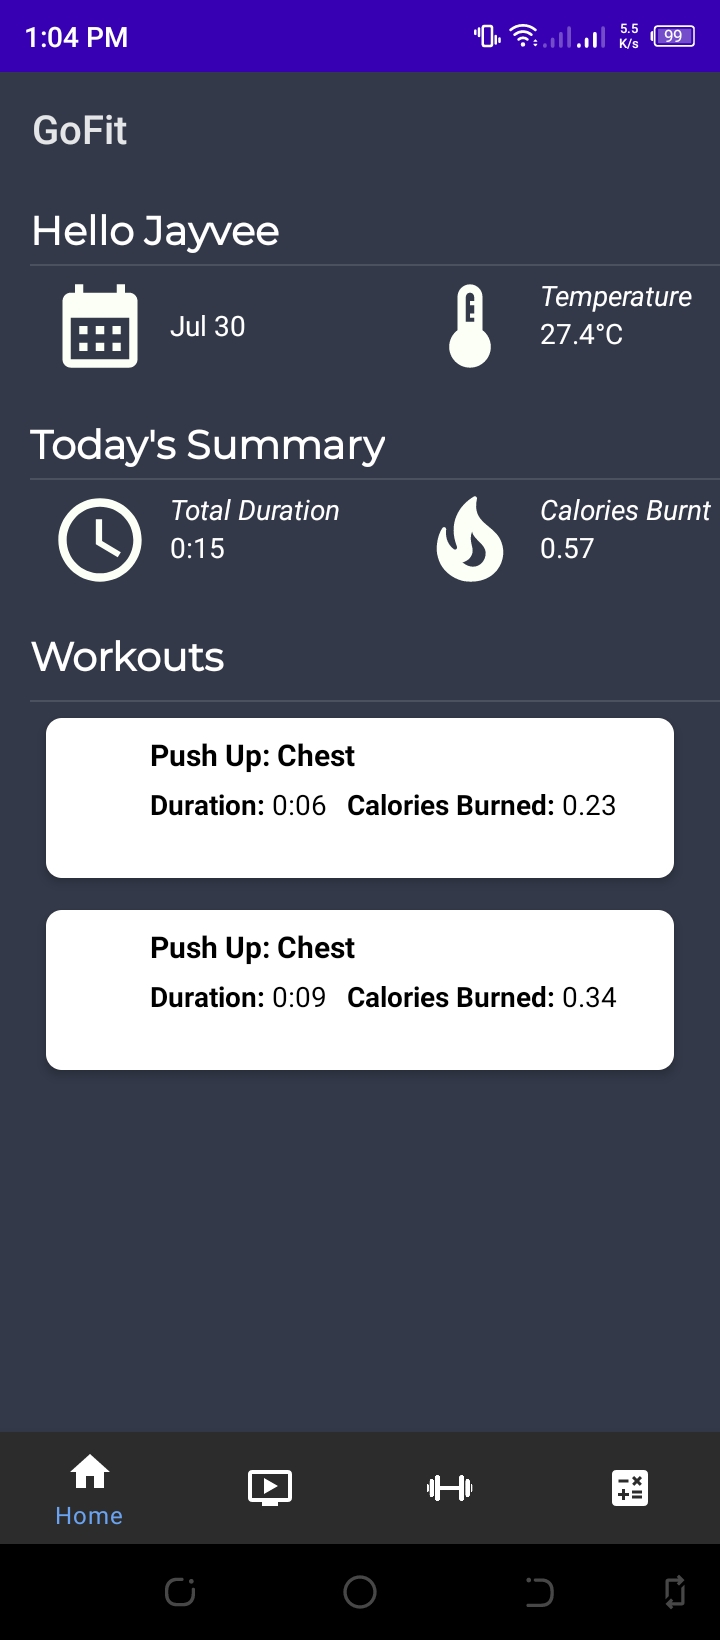 1:04 PM
5.5
K/s
99
GoFit
Hello Jayvee
Jul 30
Temperature
27.4°C
Today's Summary
Total Duration
0:15
Calories Burnt
0.57
Workouts
Push Up: Chest
Duration: 0:06 Calories Burned: 0.23
Push Up: Chest
Duration: 0:09 Calories Burned: 0.34
Home